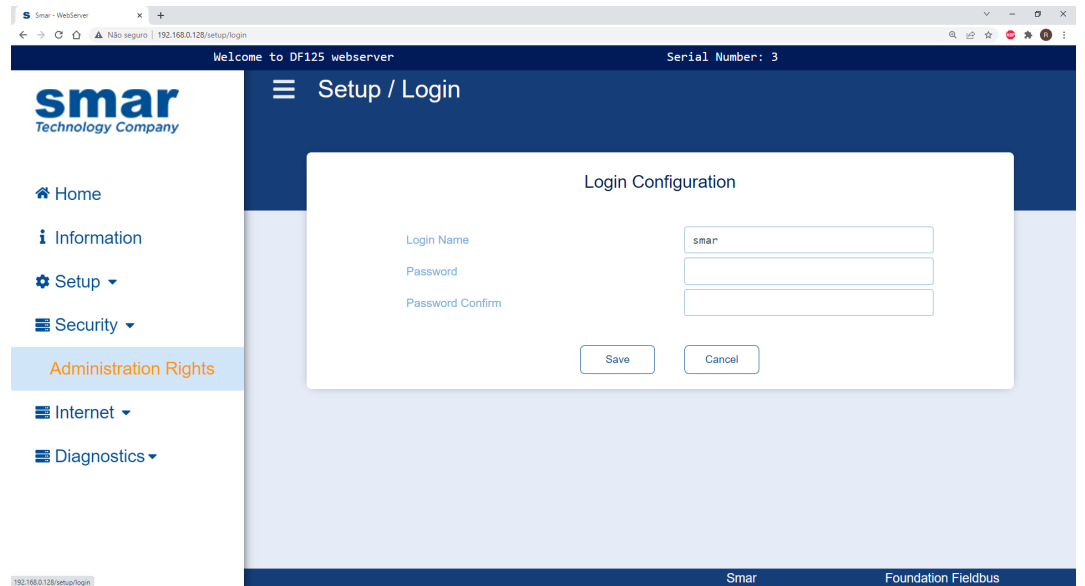 Smar - WebServer
Não seguro | 192.168.0.128/setup/login
Welcome to DF125 webserver Serial Number: 3
smar
Technology Company
Setup / Login
Home
Information
Setup
Security
Administration Rights
Internet
Diagnostics
Login Configuration
Login Name smar
Password
Password Confirm
Save Cancel
192.168.0.128/setup/login
Smar Foundation Fieldbus